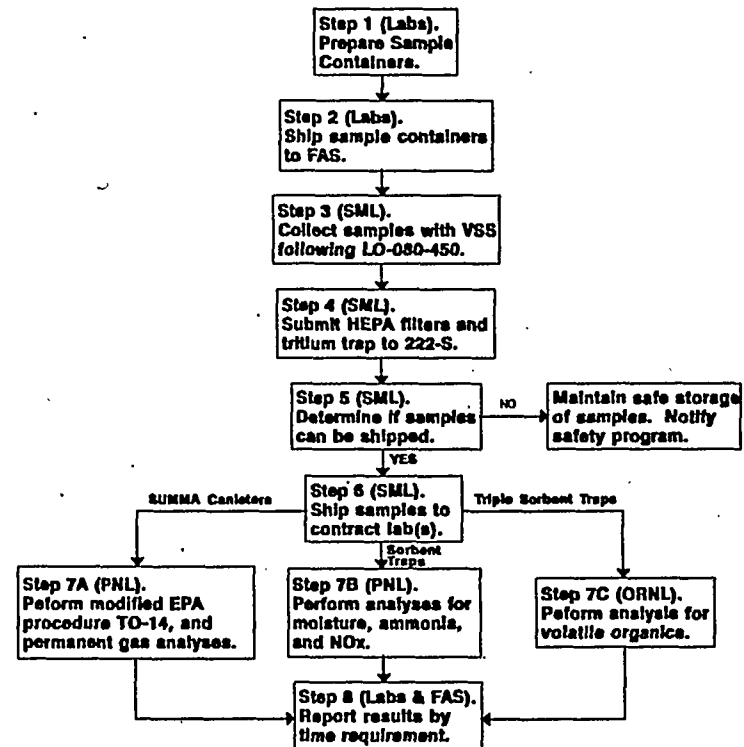 Step 1 (Labs).
Prepare Sample
Containers.
Step 2 (Labs).
Ship sample containers
to FAS.
Step 3 (SML).
Collect samples with VSS
following LO-080-450.
Step 4 (SML).
Submit HEPA filters and
tritium trap to 222-S.
Step 5 (SML).
Determine if samples
can be shipped.
NO
Maintain safe storage
of samples. Notify
safety program.
YES
SUMMA Canisters
Step 6 (SML).
Ship samples to
contract lab(s).
Triple Sorbent Traps
Sorbent
Traps
Step 7A (PNL).
Peform modified EPA
procedure TO-14, and
permanent gas analyses.
Step 7B (PNL).
Perform analyses for
moisture, ammonia,
and NOx.
Step 7C (ORNL).
Peform analysis for
volatile organics.
Step 8 (Labs & FAS).
Report results by
time requirement.